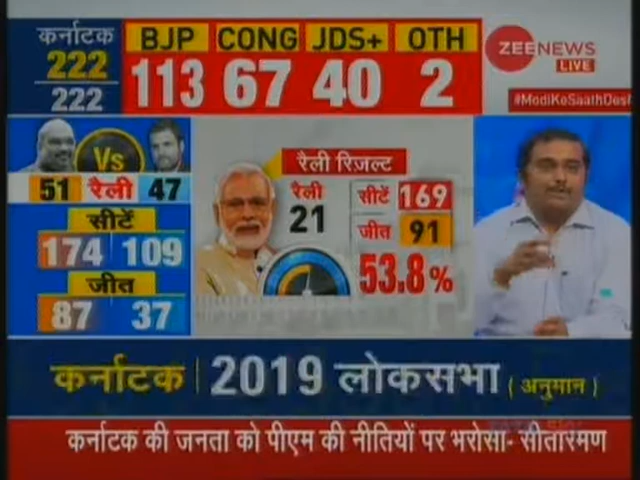 कर्नाटक
222
222
BJP CONG JDS+ OTH
113 67 40 2
ZEE NEWS
LIVE
#ModiKeSaathDesh
Vs
51 रैली 47
सीटें
174 109
जीत
87 37
रैली रिज़ल्ट
रैली
21
सीटें 169
जीत 91
53.8%
कर्नाटक 2019 लोकसभा (अनुमान)
कर्नाटक की जनता को पीएम की नीतियों पर भरोसा- सीतारमण